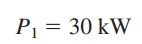 P₁ = 30 kW